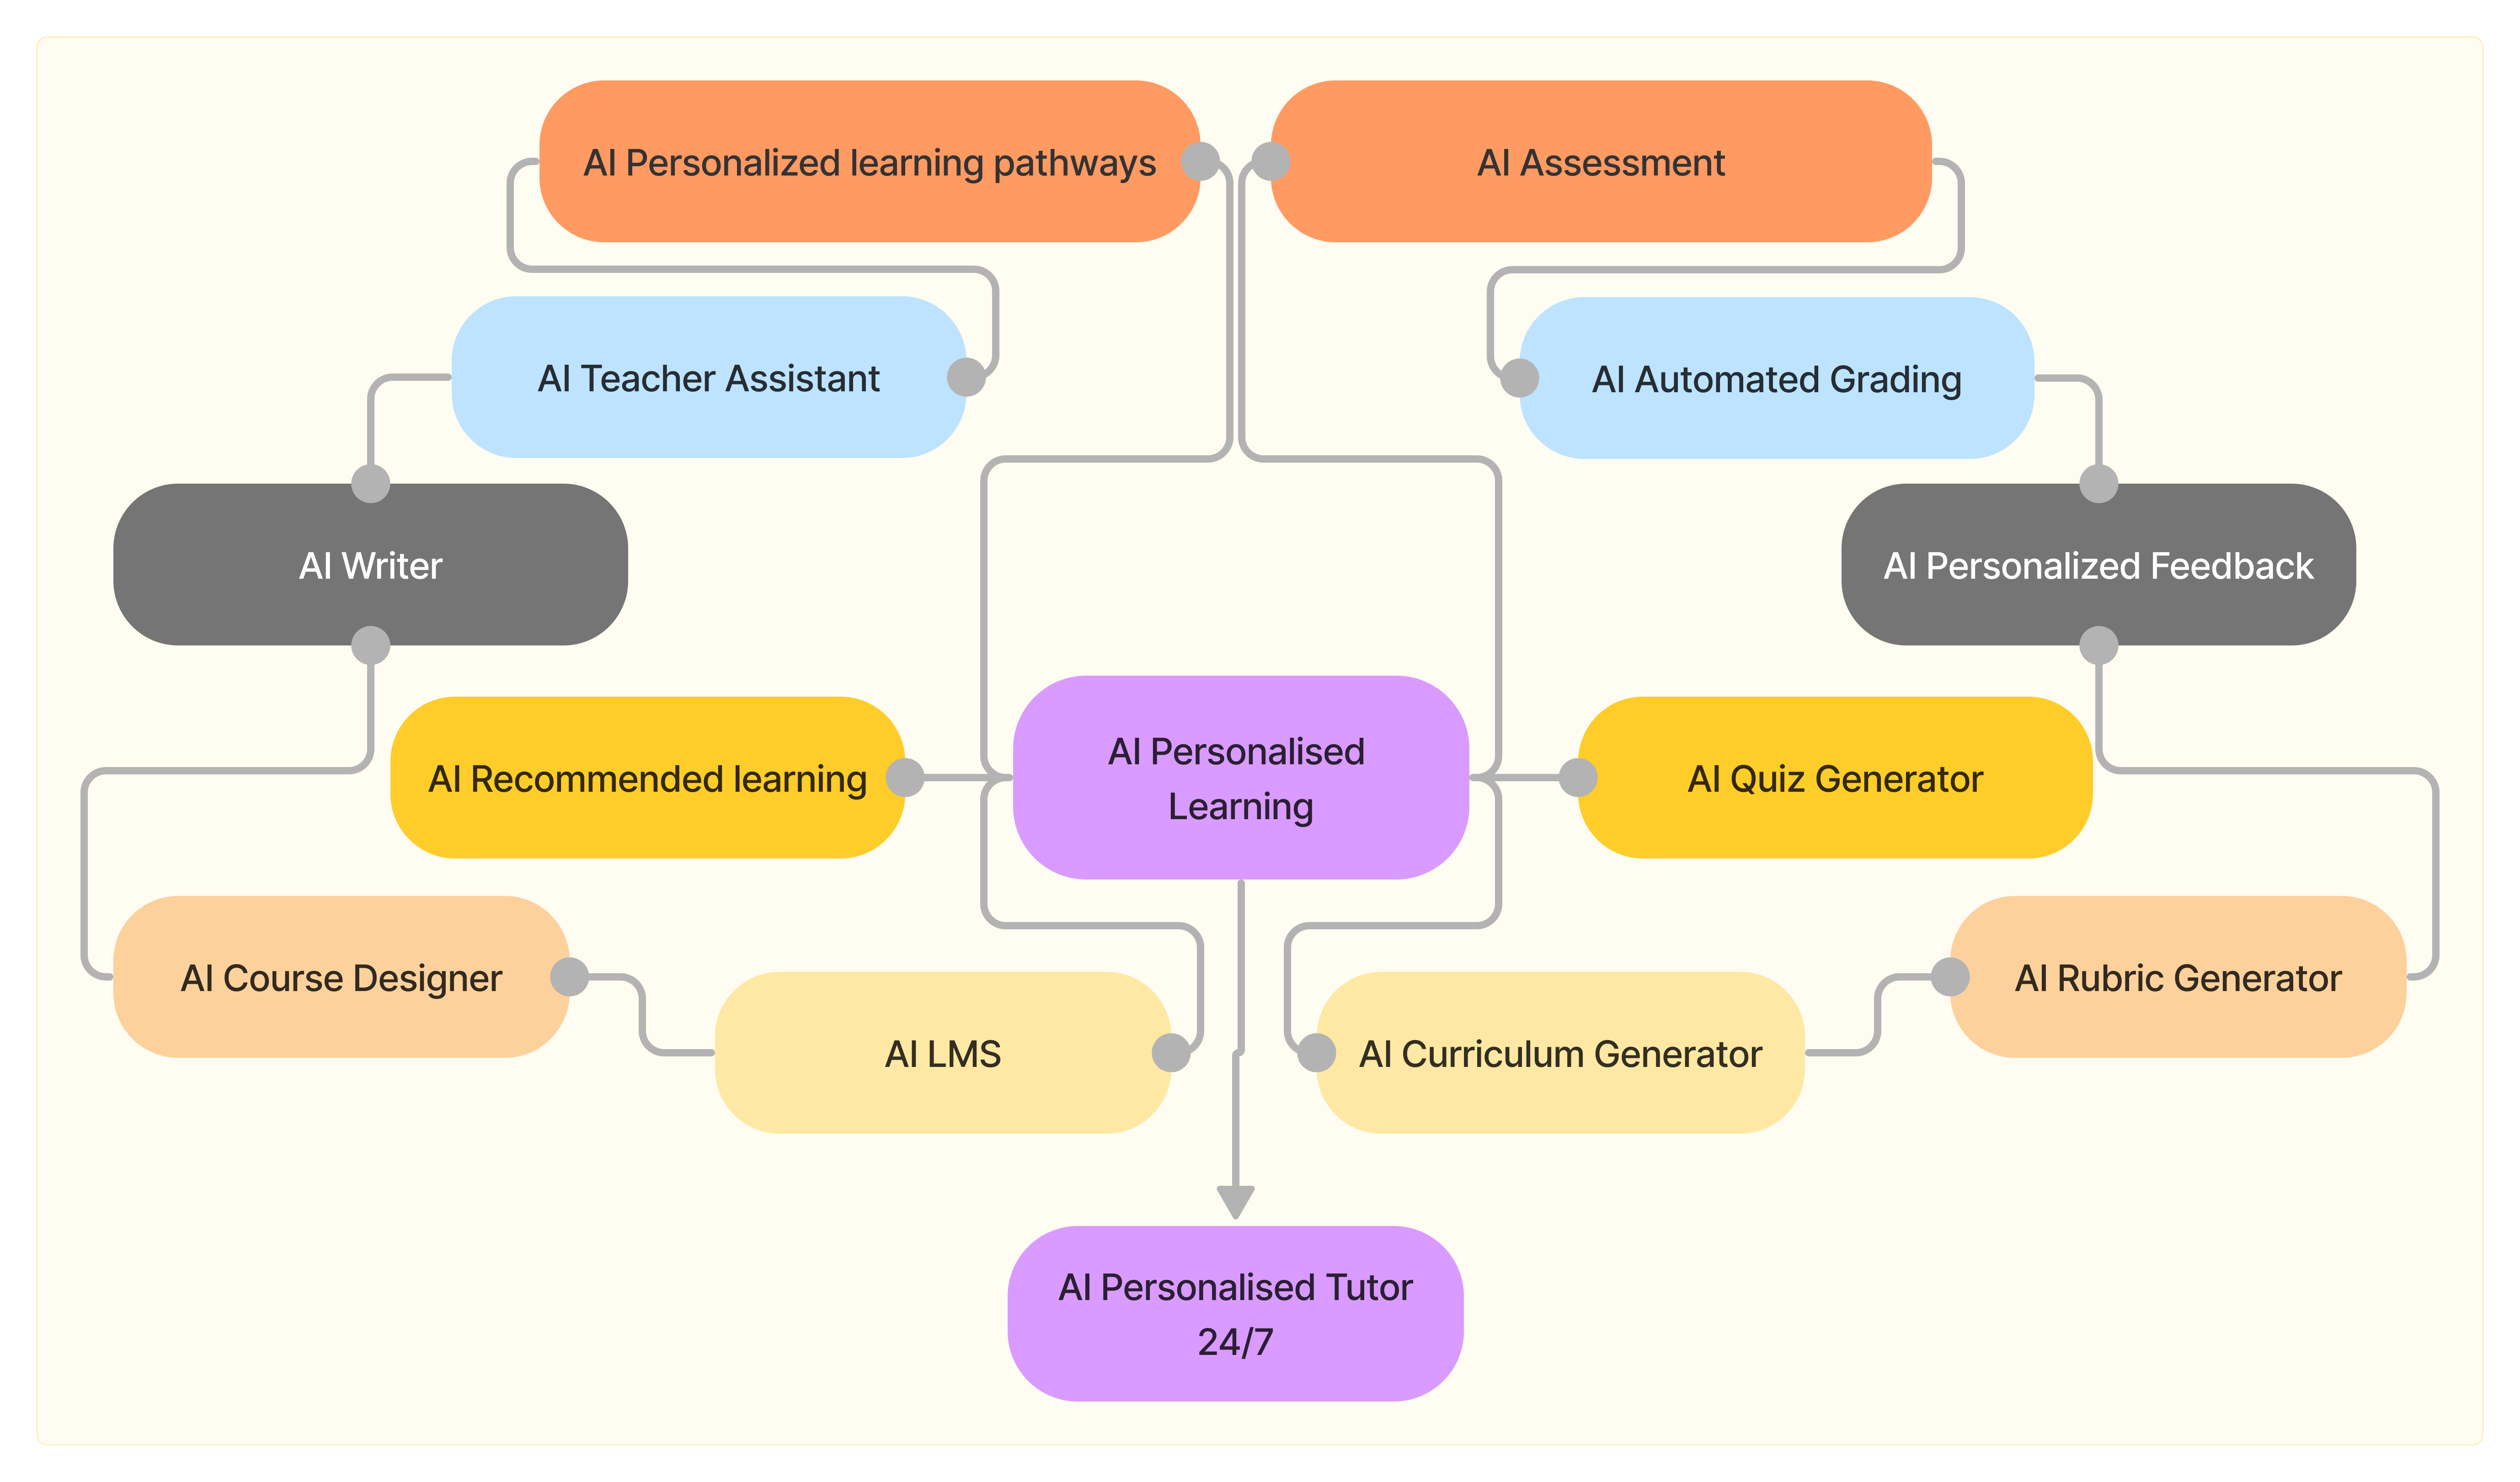 AI Personalized learning pathways
AI Assessment
AI Teacher Assistant
AI Automated Grading
AI Writer
AI Personalized Feedback
AI Recommended learning
AI Personalised
Learning
AI Quiz Generator
AI Course Designer
AI LMS
AI Curriculum Generator
AI Rubric Generator
AI Personalised Tutor
24/7